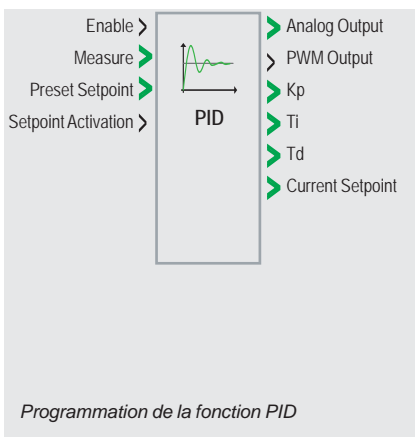 Enable
Measure
Preset Setpoint
Setpoint Activation
PID
Analog Output
PWM Output
Kp
Ti
Td
Current Setpoint
Programmation de la fonction PID